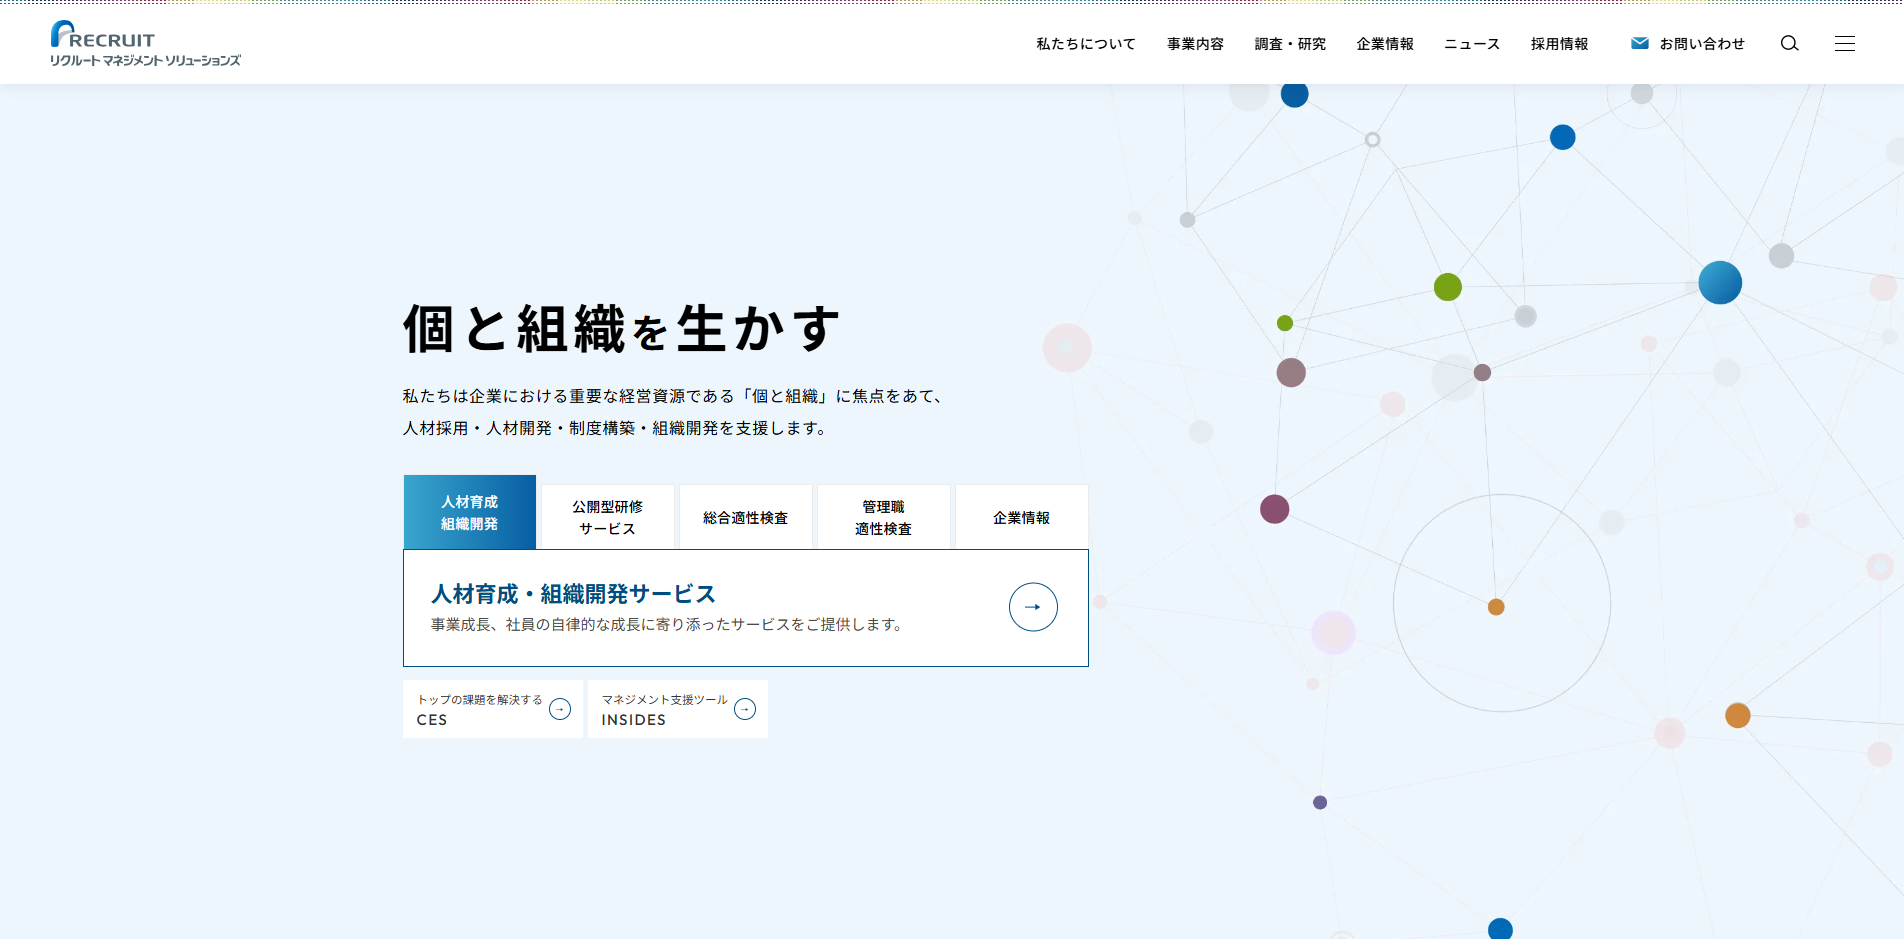 RECRUIT
リクルート マネジメント ソリューションズ
私たちについて
事業内容
調査・研究
企業情報
ニュース
採用情報
お問い合わせ
個と組織を生かす
私たちは企業における重要な経営資源である「個と組織」に焦点をあて、
人材採用・人材開発・制度構築・組織開発を支援します。
人材育成
組織開発
公開型研修
サービス
総合適性検査
管理職
適性検査
企業情報
人材育成・組織開発サービス
事業成長、社員の自律的な成長に寄り添ったサービスをご提供します。
トップの課題を解決する
CES
マネジメント支援ツール
INSIDES